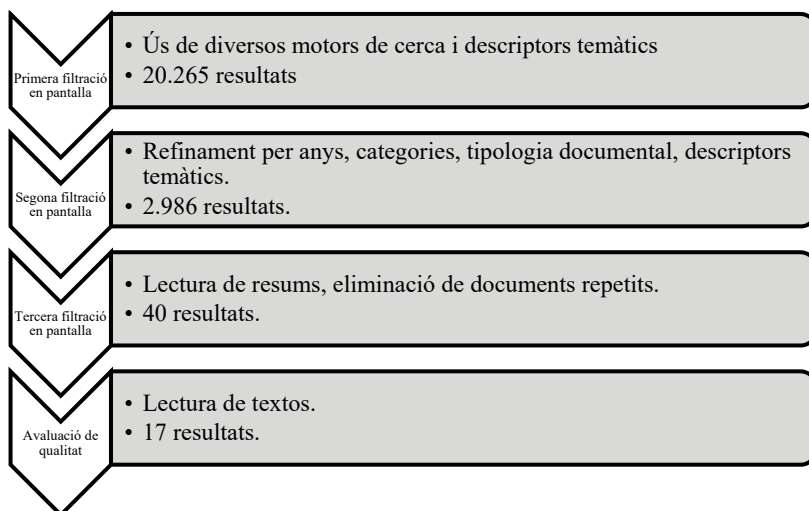 Primera filtració
en pantalla
• Ús de diversos motors de cerca i descriptors temàtics
• 20.265 resultats
Segona filtració
en pantalla
• Refinament per anys, categories, tipologia documental, descriptors
temàtics.
• 2.986 resultats.
Tercera filtració
en pantalla
• Lectura de resums, eliminació de documents repetits.
• 40 resultats.
Avaluació de
qualitat
• Lectura de textos.
• 17 resultats.